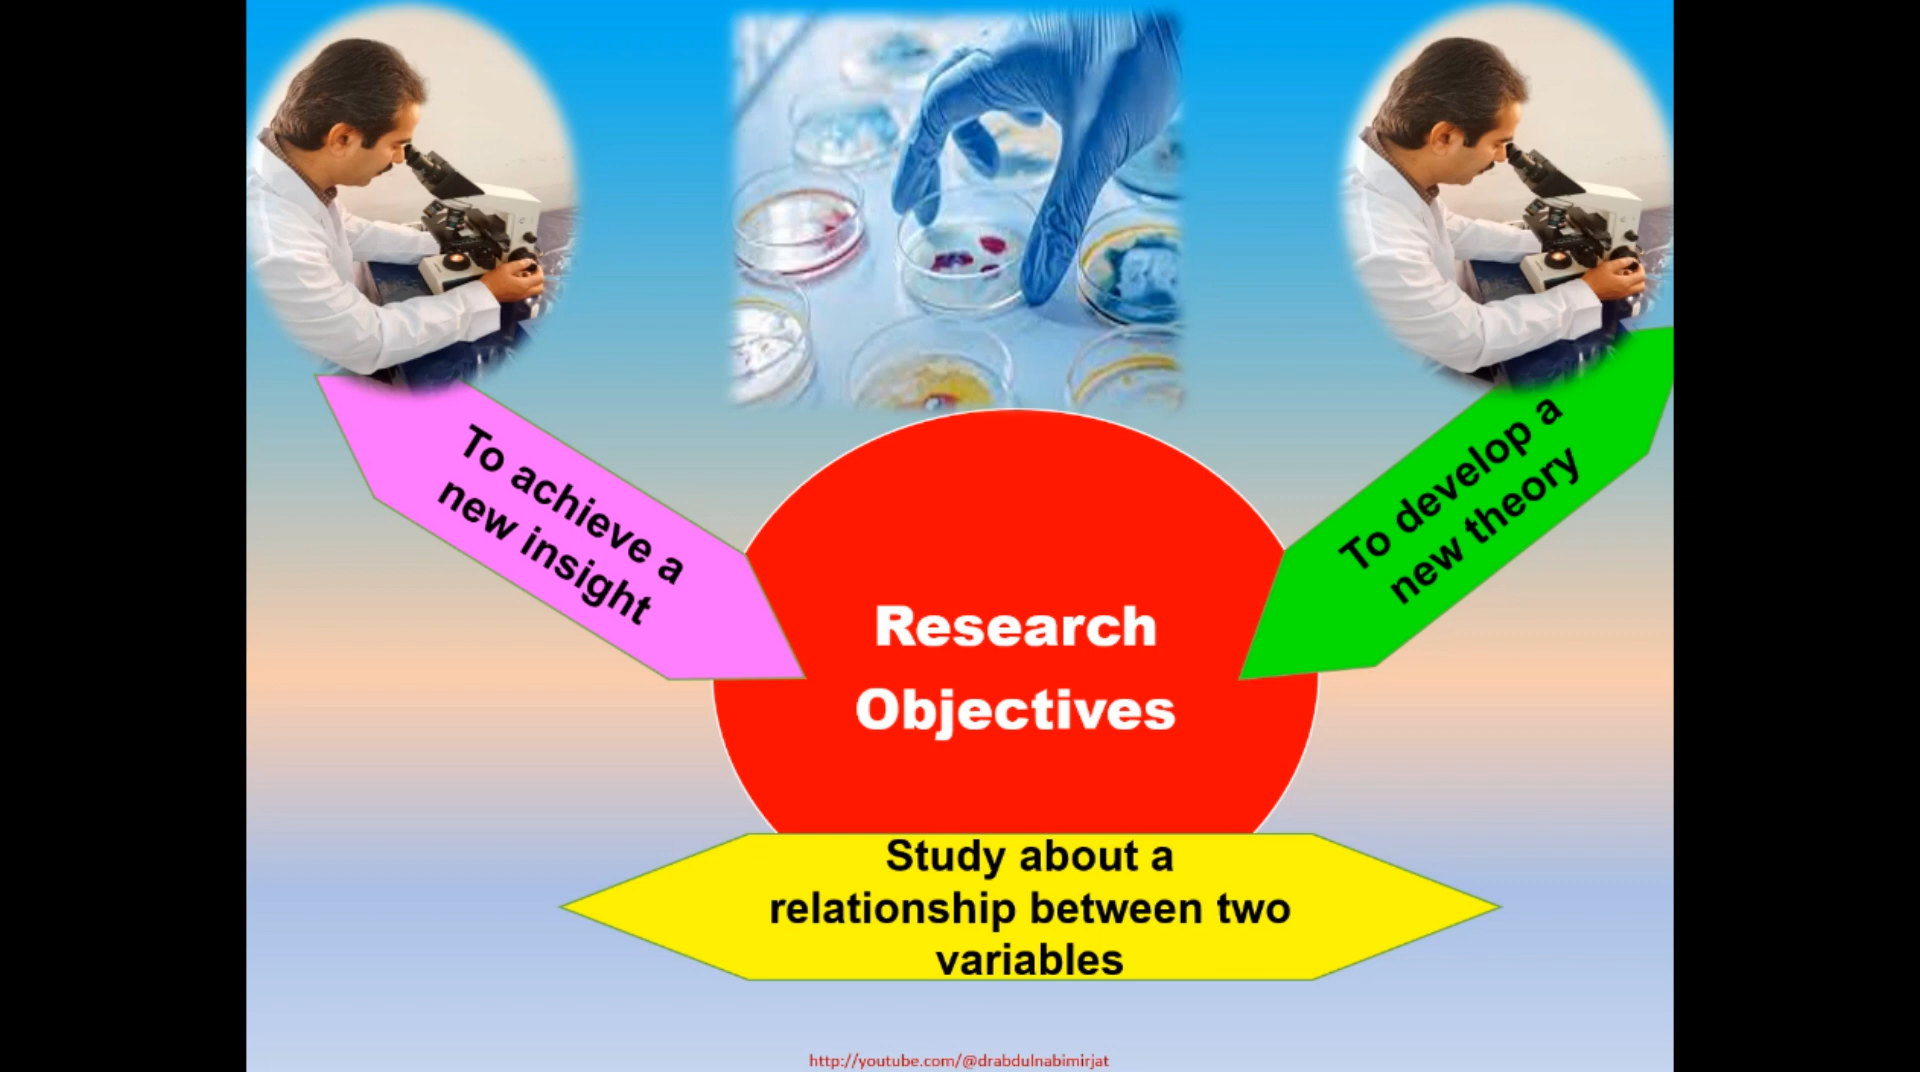 To achieve a
new insight
To develop a
new theory
Research
Objectives
Study about a
relationship between two
variables
http://youtube.com/@drabdulnabimirjat